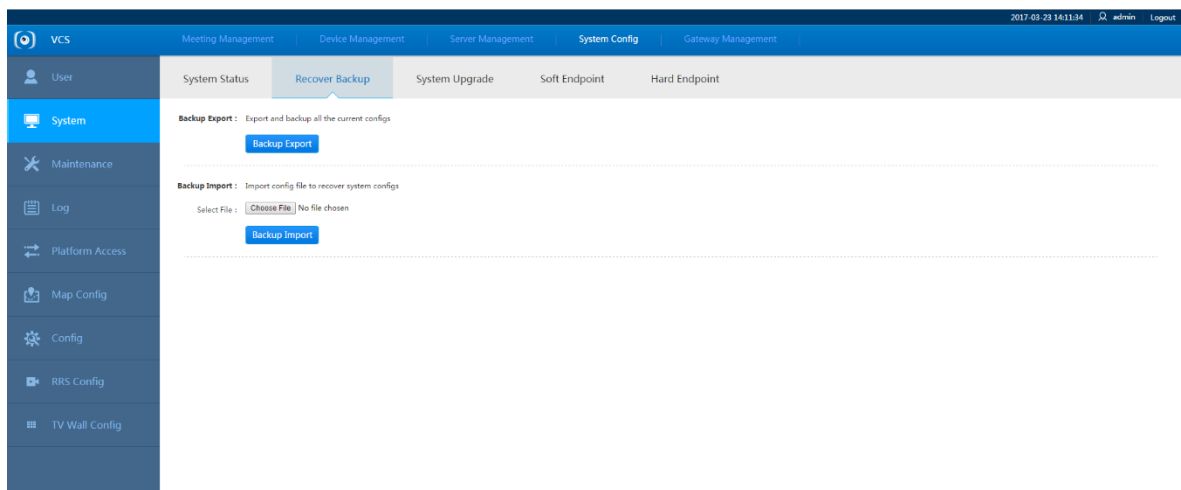 2017-03-23 14:11:34 admin Logout
VCS Meeting Management Device Management Server Management System Config Gateway Management
User
System
Maintenance
Log
Platform Access
Map Config
Config
RRS Config
TV Wall Config
System Status Recover Backup System Upgrade Soft Endpoint Hard Endpoint
Backup Export : Export and backup all the current configs
Backup Export
Backup Import : Import config file to recover system configs
Select File : Choose File No file chosen
Backup Import